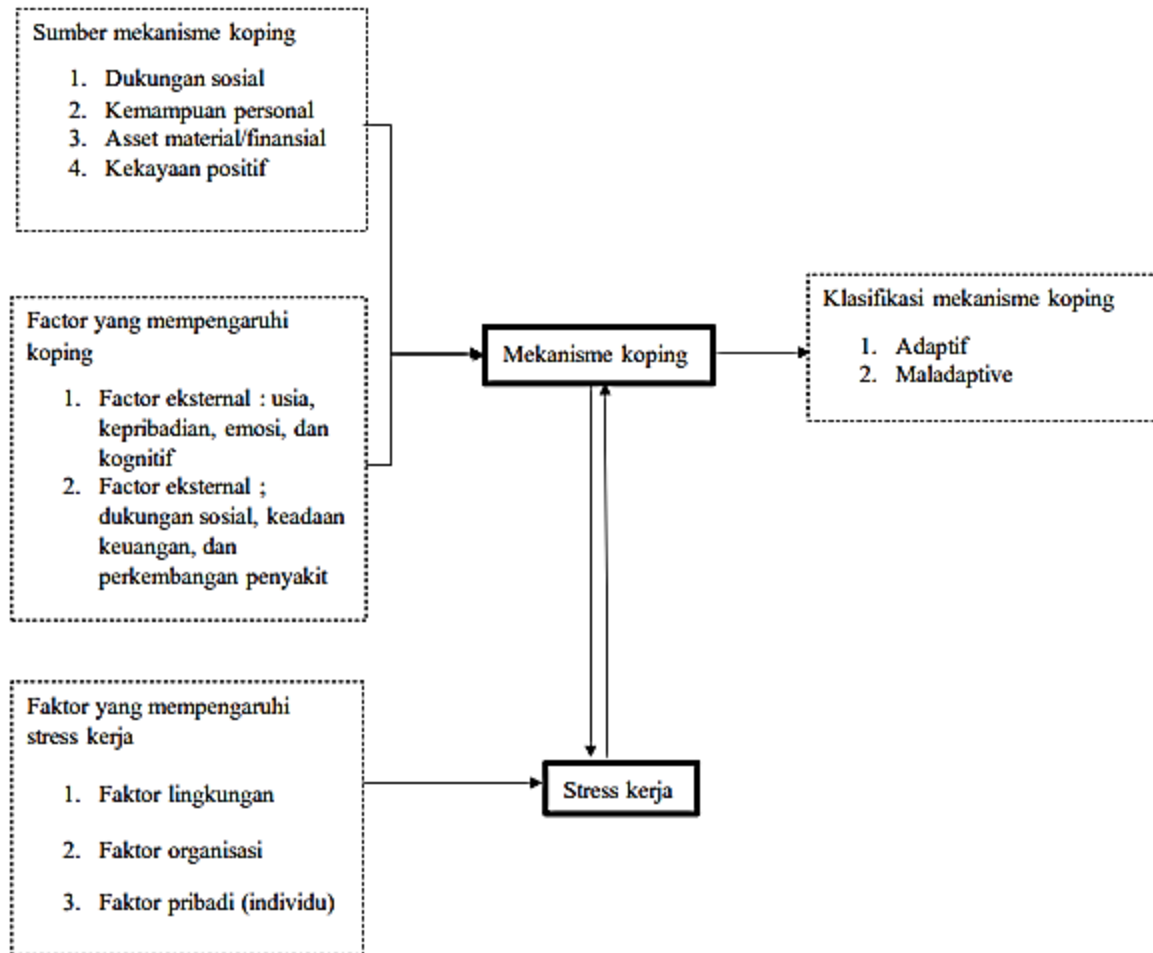 Sumber mekanisme koping
1. Dukungan sosial
2. Kemampuan personal
3. Asset material/finansial
4. Kekayaan positif
Factor yang mempengaruhi
koping
1. Factor eksternal : usia,
kepribadian, emosi, dan
kognitif
2. Factor eksternal ;
dukungan sosial, keadaan
keuangan, dan
perkembangan penyakit
Mekanisme koping
Klasifikasi mekanisme koping
1. Adaptif
2. Maladaptive
Faktor yang mempengaruhi
stress kerja
1. Faktor lingkungan
2. Faktor organisasi
3. Faktor pribadi (individu)
Stress kerja